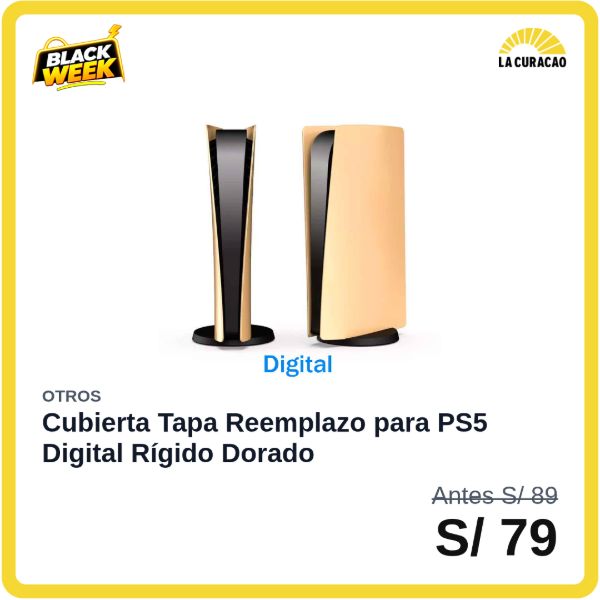 BLACK
WEEK
LA CURACAO
Digital
OTROS
Cubierta Tapa Reemplazo para PS5
Digital Rígido Dorado
Antes S/ 89
S/ 79